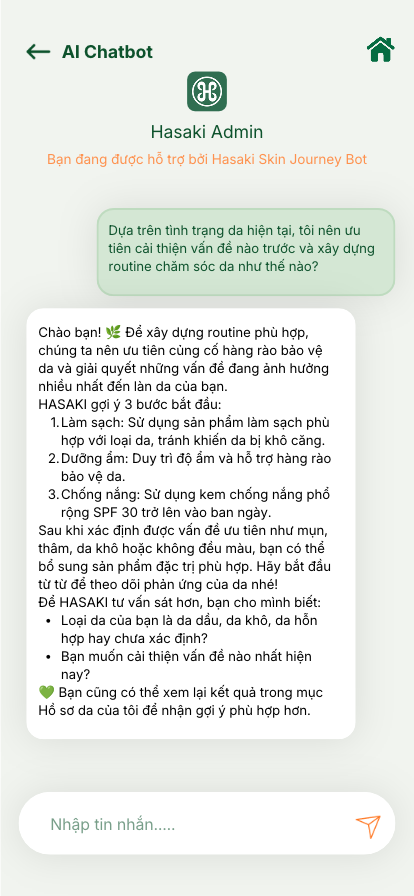 AI Chatbot
Hasaki Admin
Bạn đang được hỗ trợ bởi Hasaki Skin Journey Bot
Dựa trên tình trạng da hiện tại, tôi nên ưu
tiên cải thiện vấn đề nào trước và xây dựng
routine chăm sóc da như thế nào?
Chào bạn! 🌿 Để xây dựng routine phù hợp,
chúng ta nên ưu tiên củng cố hàng rào bảo vệ
da và giải quyết những vấn đề đang ảnh hưởng
nhiều nhất đến làn da của bạn.
HASAKI gợi ý 3 bước bắt đầu:
1. Làm sạch: Sử dụng sản phẩm làm sạch phù
hợp với loại da, tránh khiến da bị khô căng.
2. Dưỡng ẩm: Duy trì độ ẩm và hỗ trợ hàng rào
bảo vệ da.
3. Chống nắng: Sử dụng kem chống nắng phổ
rộng SPF 30 trở lên vào ban ngày.
Sau khi xác định được vấn đề ưu tiên như mụn,
thâm, da khô hoặc không đều màu, bạn có thể
bổ sung sản phẩm đặc trị phù hợp. Hãy bắt đầu
từ từ để theo dõi phản ứng của da nhé!
Để HASAKI tư vấn sát hơn, bạn cho mình biết:
• Loại da của bạn là da dầu, da khô, da hỗn
hợp hay chưa xác định?
• Bạn muốn cải thiện vấn đề nào nhất hiện
nay?
💚 Bạn cũng có thể xem lại kết quả trong mục
Hồ sơ da của tôi để nhận gợi ý phù hợp hơn.
Nhập tin nhắn.....